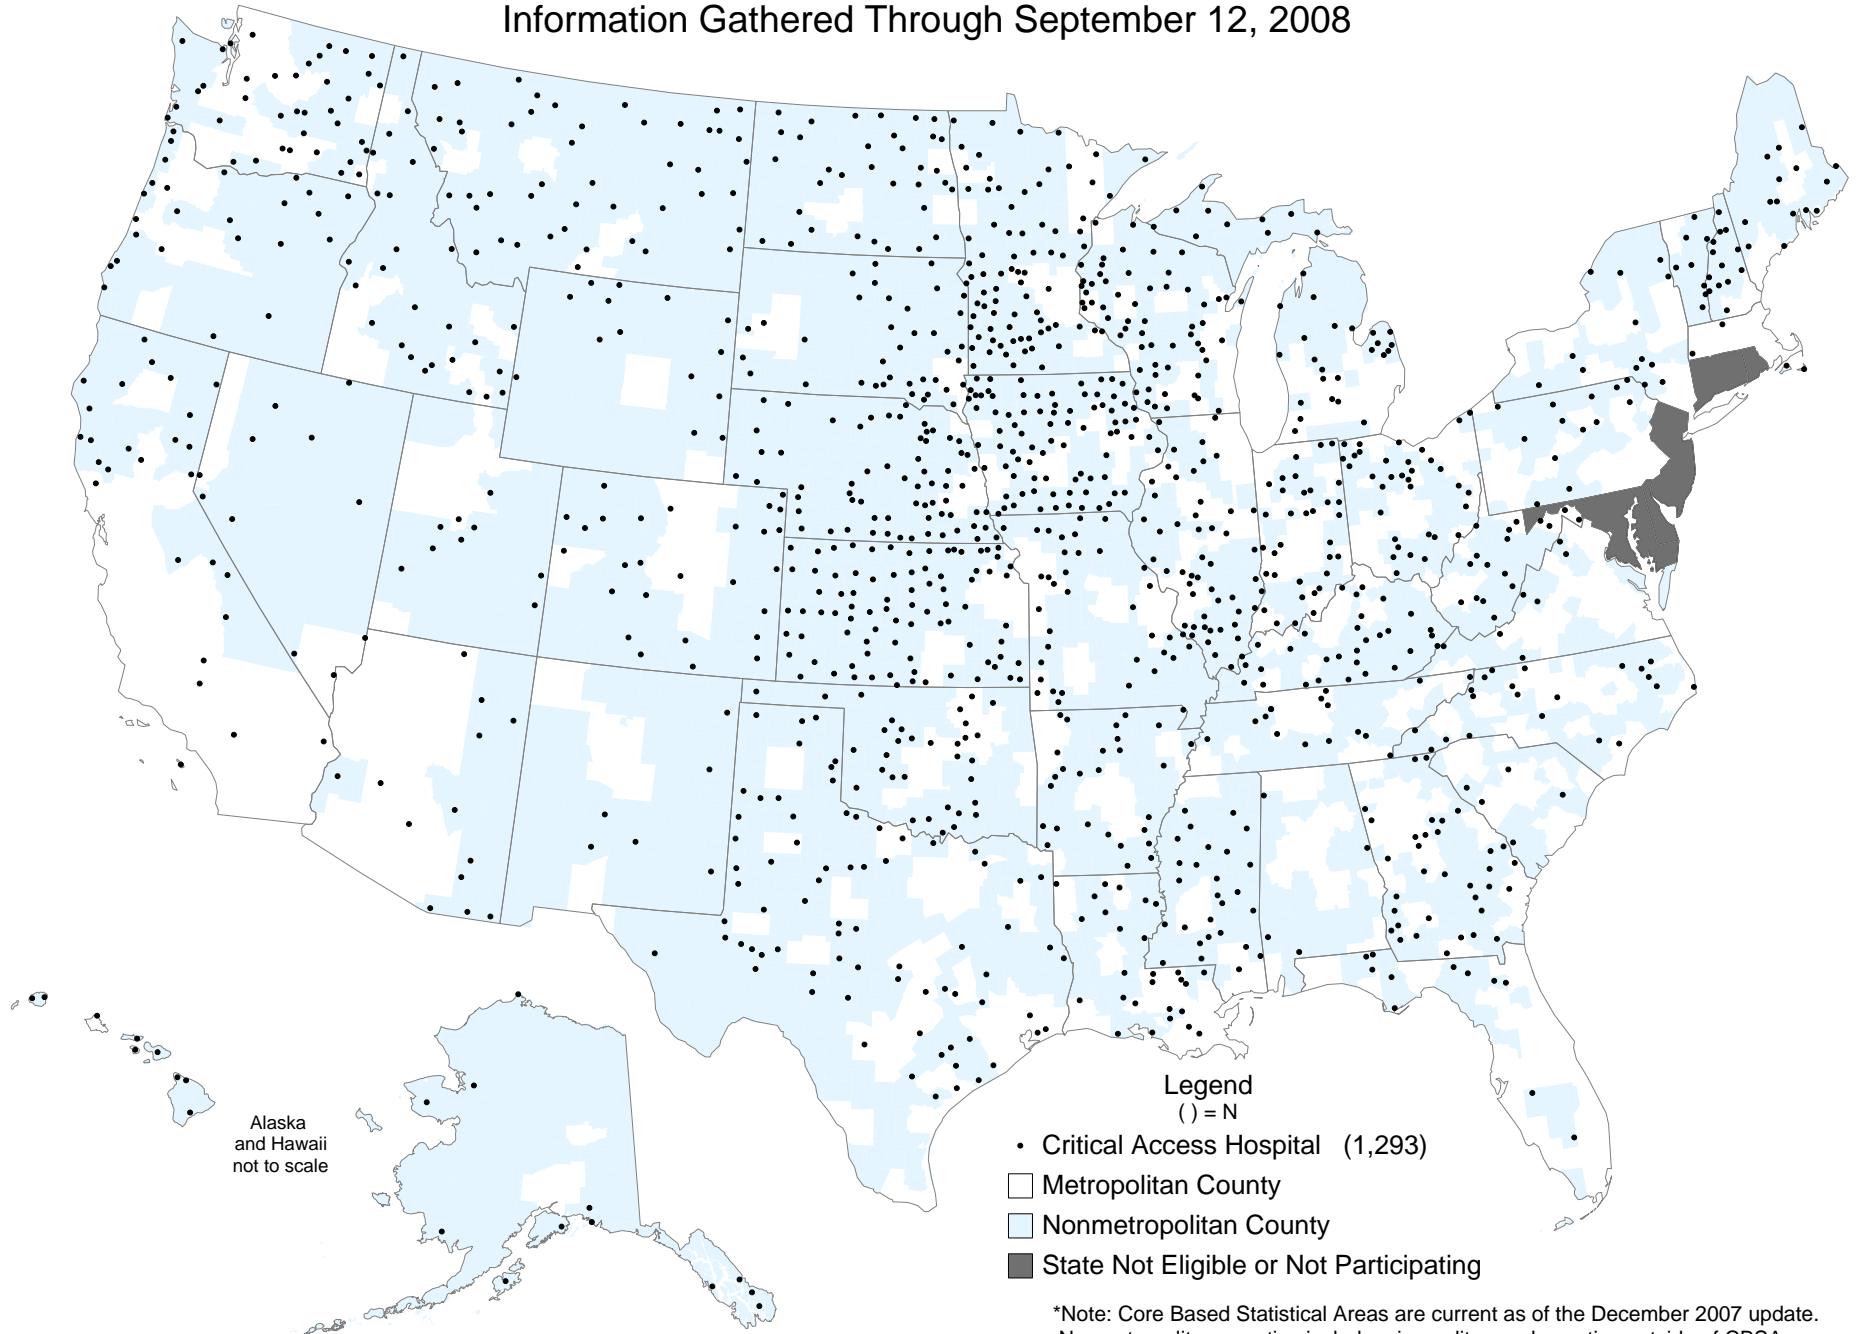 Information Gathered Through September 12, 2008
Alaska
and Hawaii
not to scale
Legend
( ) = N
Critical Access Hospital (1,293)
Metropolitan County
Nonmetropolitan County
State Not Eligible or Not Participating
*Note: Core Based Statistical Areas are current as of the December 2007 update.